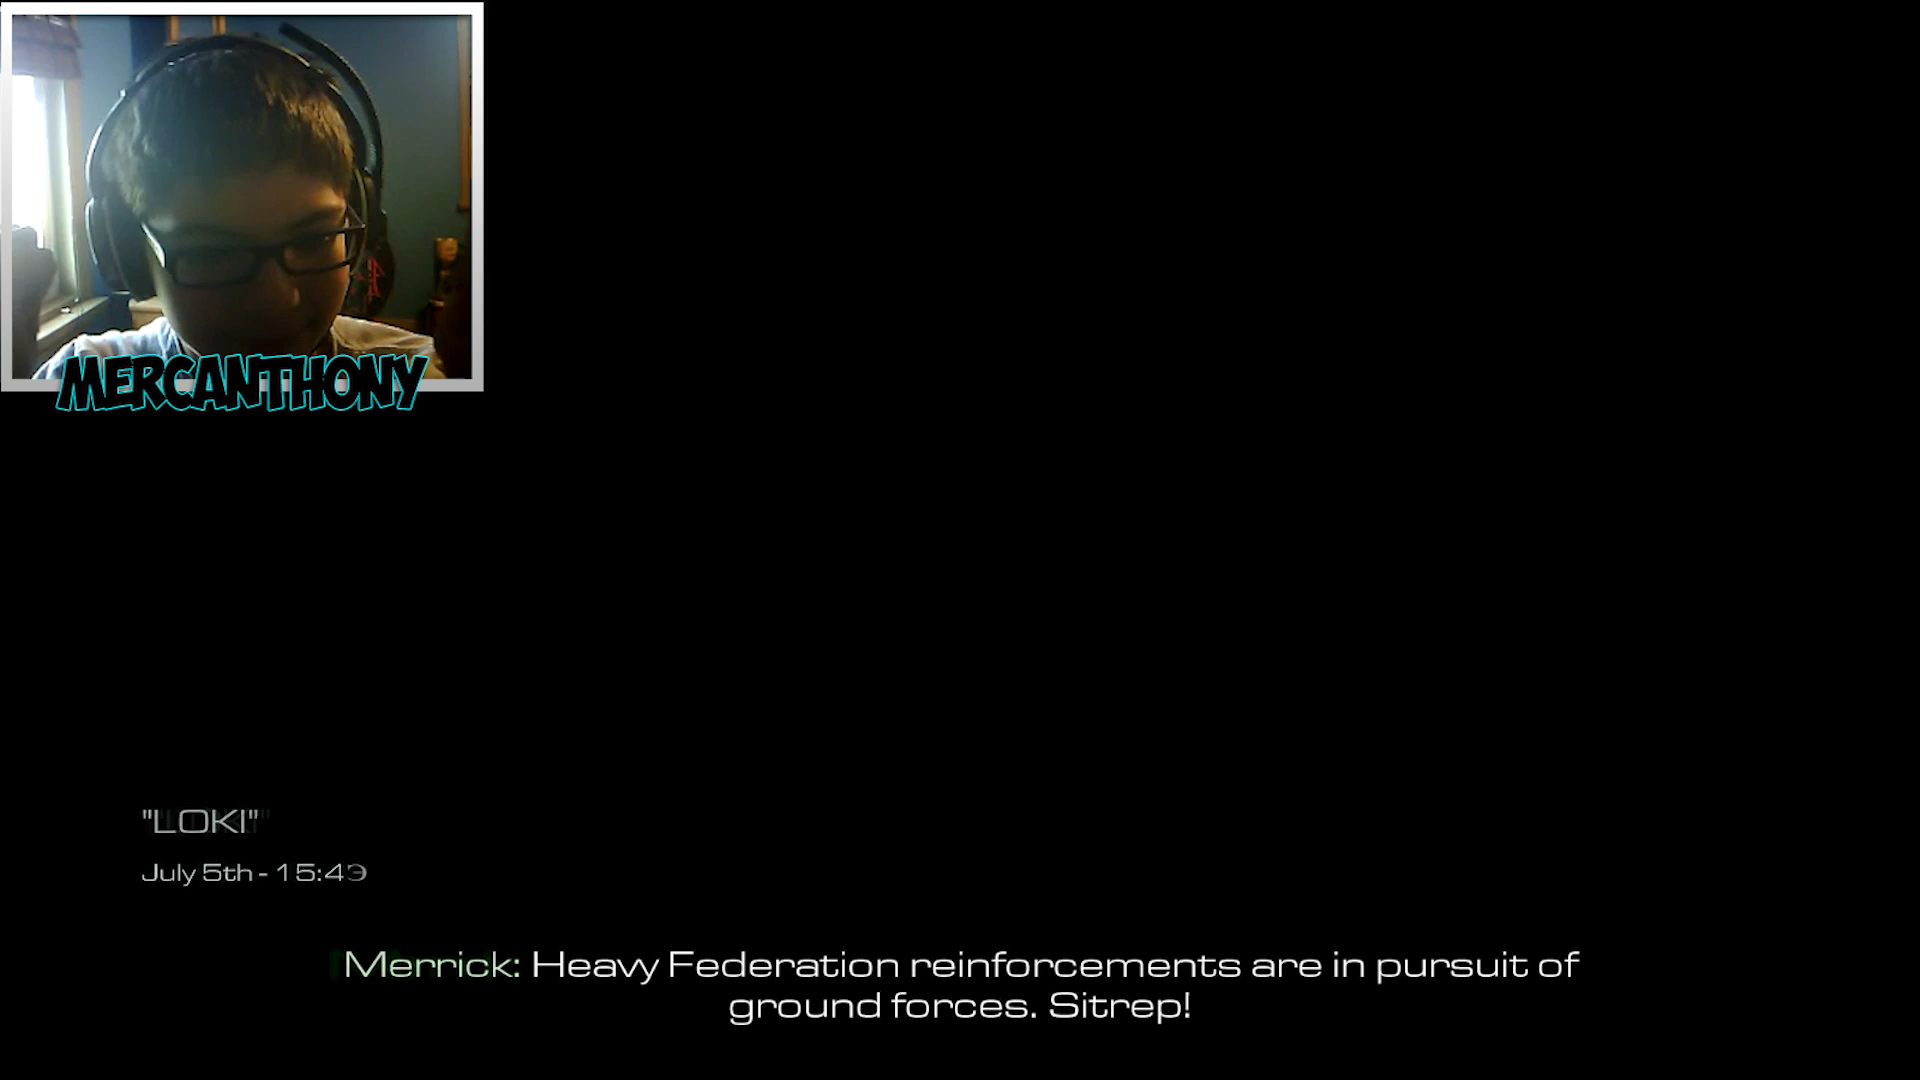 MERCANTHONY
"LOKI"
July 5th - 15:49
Merrick: Heavy Federation reinforcements are in pursuit of
ground forces. Sitrep!